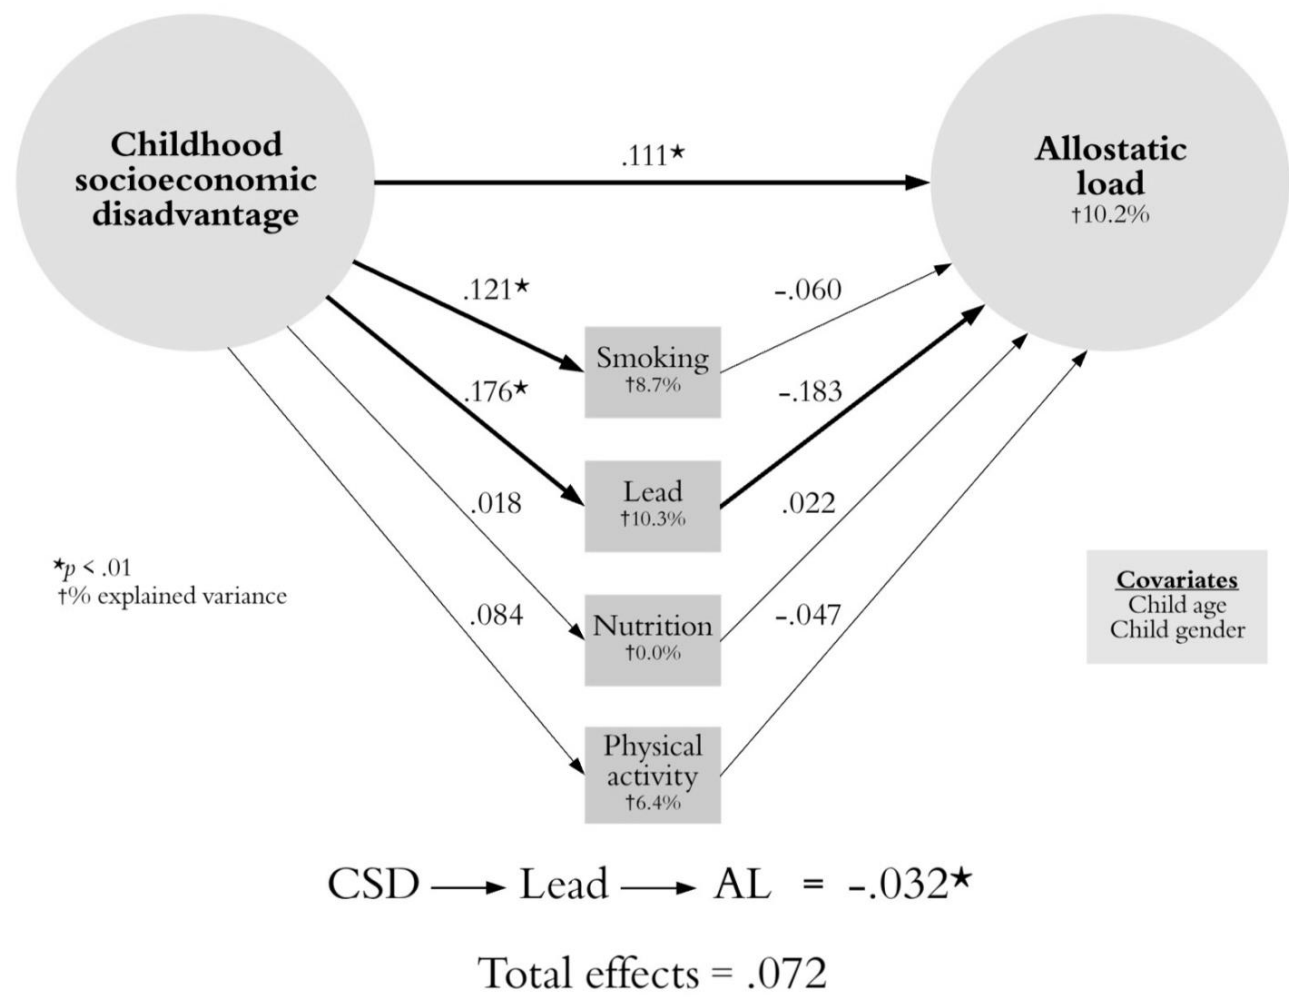 Childhood
socioeconomic
disadvantage
.111★
Allostatic
load
†10.2%
.121★
-.060
Smoking
†8.7%
.176★
-.183
Lead
†10.3%
.018
.022
★p < .01
†% explained variance
Nutrition
†0.0%
.084
-.047
Covariates
Child age
Child gender
Physical
activity
†6.4%
CSD → Lead → AL = -.032★
Total effects = .072